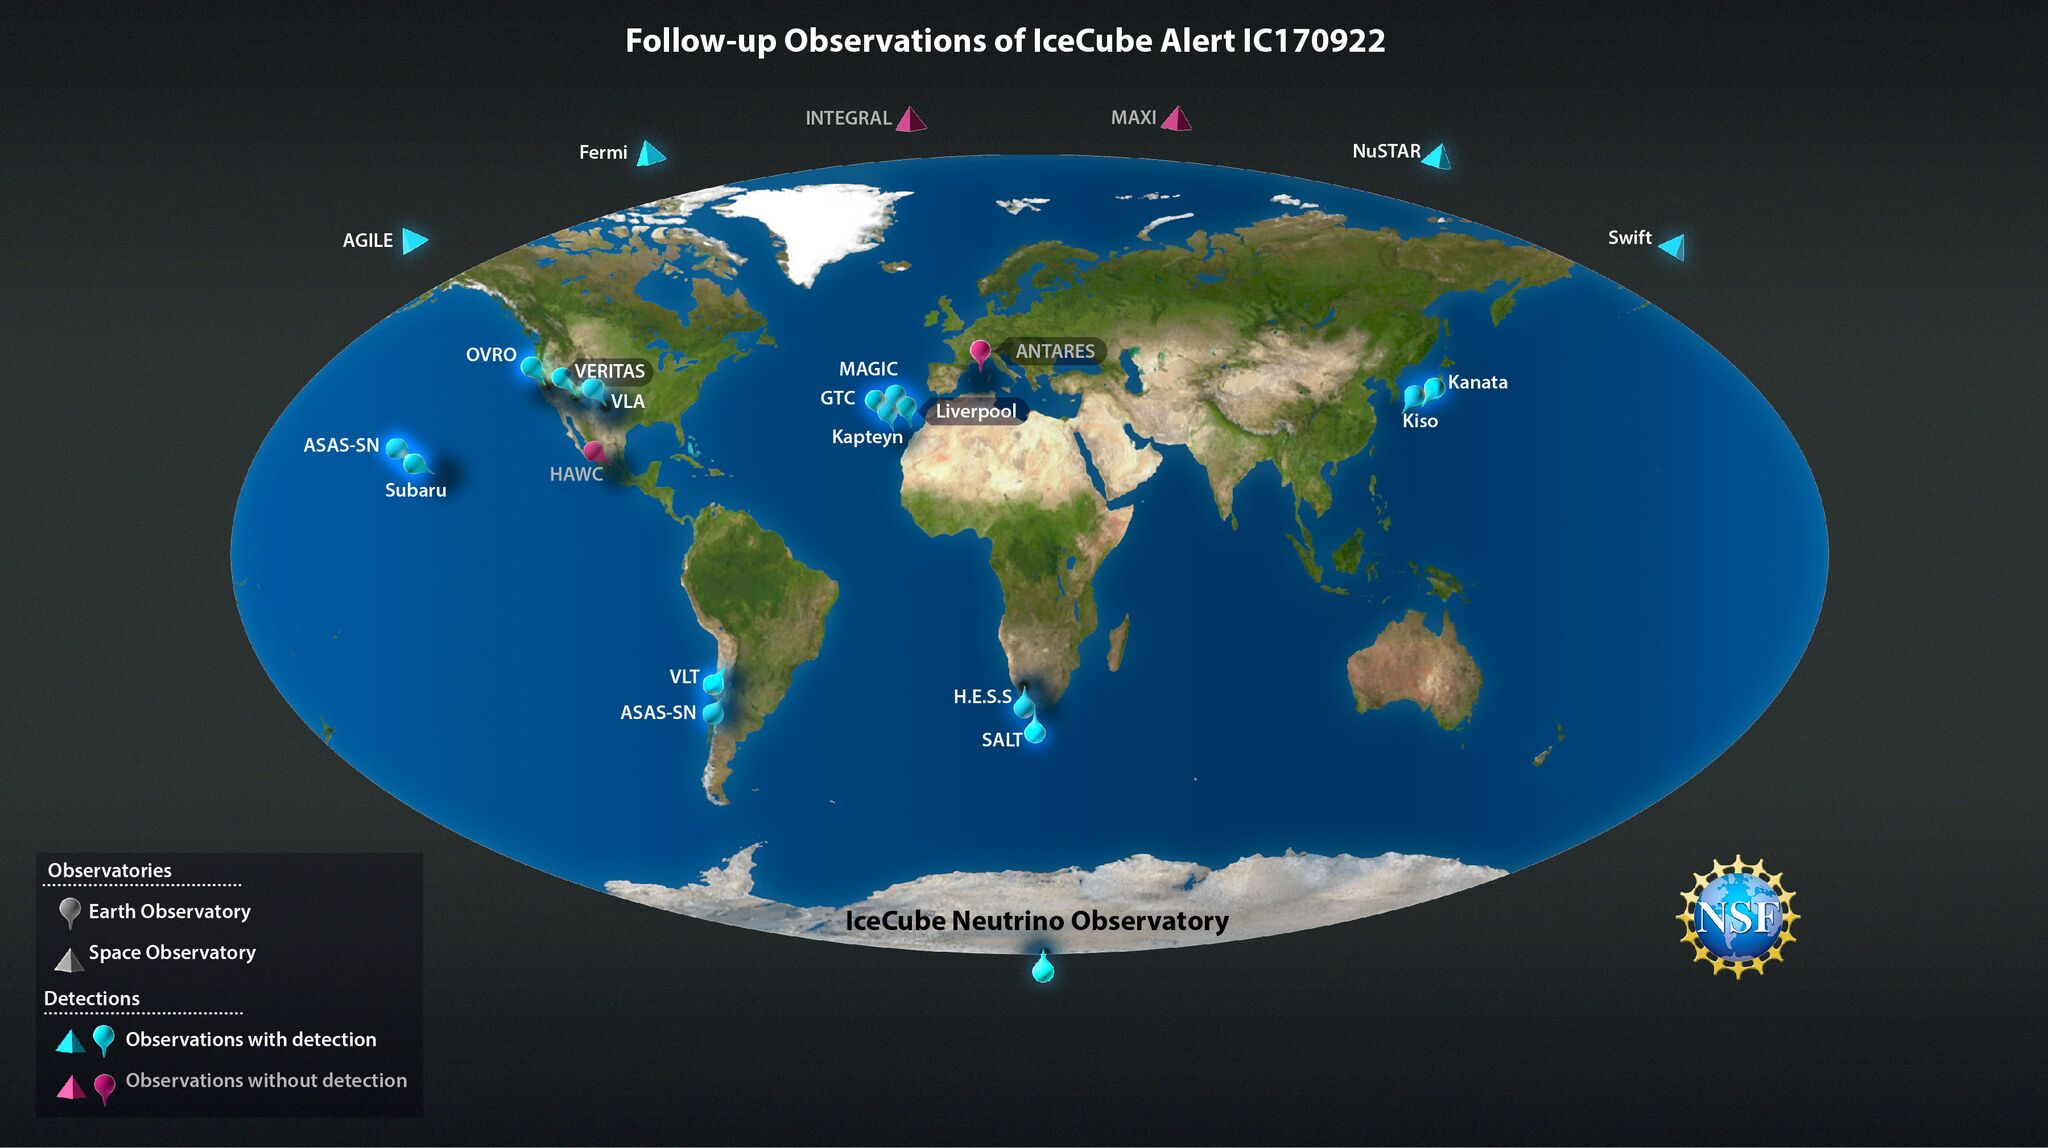 Follow-up Observations of IceCube Alert IC170922
INTEGRAL
MAXI
Fermi
NuSTAR
AGILE
Swift
OVRO
VERITAS
VLA
ANTARES
MAGIC
GTC
Liverpool
Kapteyn
Kanata
Kiso
ASAS-SN
Subaru
HAWC
VLT
ASAS-SN
H.E.S.S
SALT
IceCube Neutrino Observatory
Observatories
Earth Observatory
Space Observatory
Detections
Observations with detection
Observations without detection
NSF